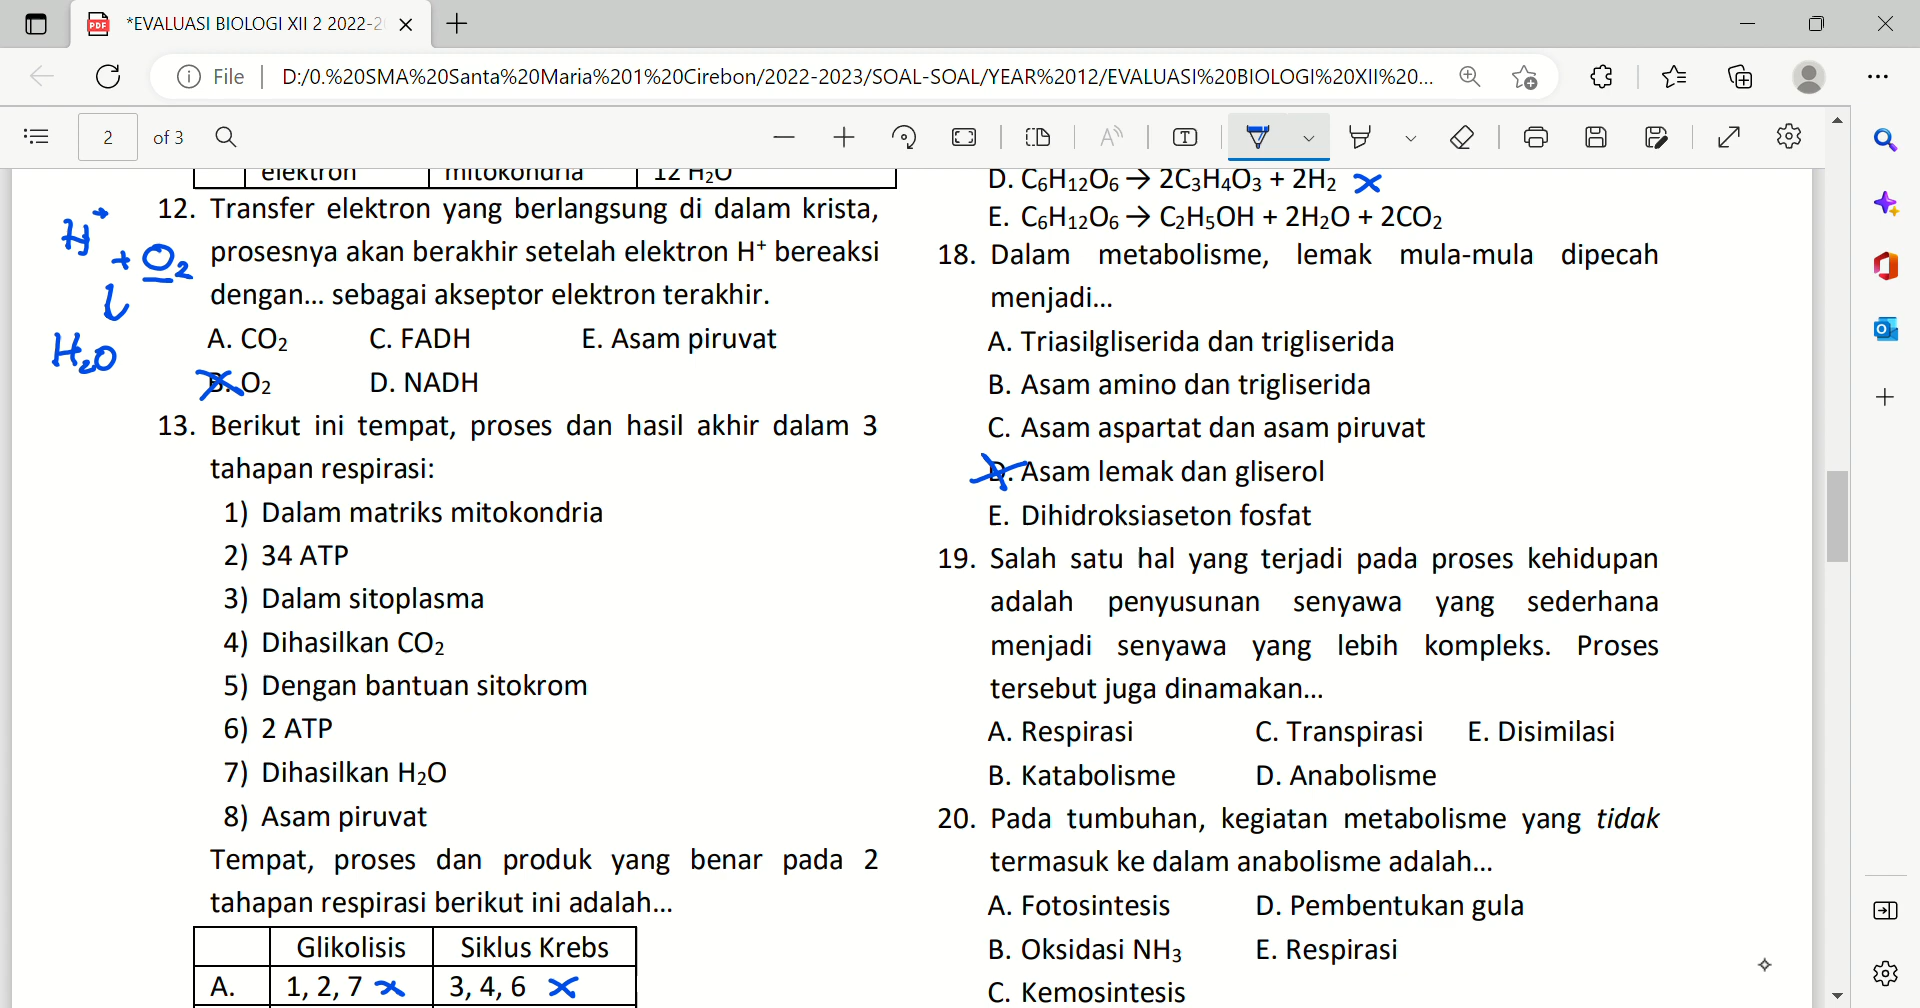 *EVALUASI BIOLOGI XII 2 2022-2
File
D:/0.%20SMA%20Santa%20Maria%201%20Cirebon/2022-2023/SOAL-SOAL/YEAR%2012/EVALUASI%20BIOLOGI%20XII%20...
2 of 3
elektron mitokondria 12 H₂O
12. Transfer elektron yang berlangsung di dalam krista,
prosesnya akan berakhir setelah elektron H⁺ bereaksi
dengan... sebagai akseptor elektron terakhir.
A. CO₂ C. FADH E. Asam piruvat
B. O₂ D. NADH
H⁺
+ O₂
H₂O
13. Berikut ini tempat, proses dan hasil akhir dalam 3
tahapan respirasi:
1) Dalam matriks mitokondria
2) 34 ATP
3) Dalam sitoplasma
4) Dihasilkan CO₂
5) Dengan bantuan sitokrom
6) 2 ATP
7) Dihasilkan H₂O
8) Asam piruvat
Tempat, proses dan produk yang benar pada 2
tahapan respirasi berikut ini adalah...
Glikolisis Siklus Krebs
A. 1, 2, 7 x 3, 4, 6 x
D. C₆H₁₂O₆ → 2C₃H₄O₃ + 2H₂ x
E. C₆H₁₂O₆ → C₂H₅OH + 2H₂O + 2CO₂
18. Dalam metabolisme, lemak mula-mula dipecah
menjadi...
A. Triasilgliserida dan trigliserida
B. Asam amino dan trigliserida
C. Asam aspartat dan asam piruvat
D. Asam lemak dan gliserol
E. Dihidroksiaseton fosfat
19. Salah satu hal yang terjadi pada proses kehidupan
adalah penyusunan senyawa yang sederhana
menjadi senyawa yang lebih kompleks. Proses
tersebut juga dinamakan...
A. Respirasi C. Transpirasi E. Disimilasi
B. Katabolisme D. Anabolisme
20. Pada tumbuhan, kegiatan metabolisme yang tidak
termasuk ke dalam anabolisme adalah...
A. Fotosintesis D. Pembentukan gula
B. Oksidasi NH₃ E. Respirasi
C. Kemosintesis